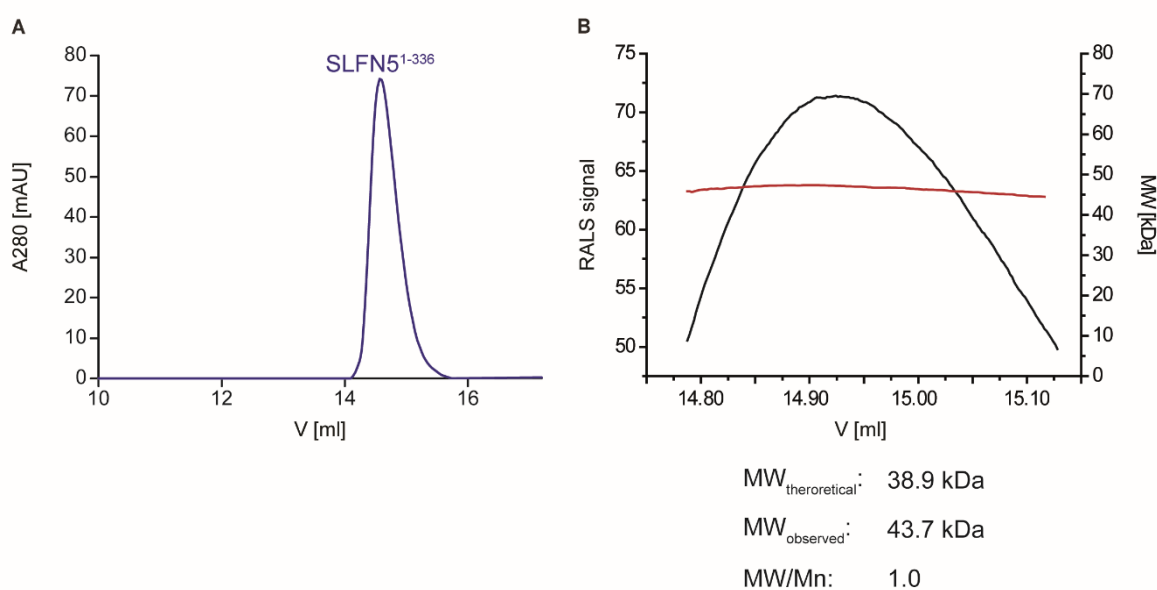 A
SLFN5¹⁻³³⁶
A280 [mAU]
80
70
60
50
40
30
20
10
0
10 12 14 16
V [ml]
B
RALS signal
75
70
65
60
55
50
MW [kDa]
80
70
60
50
40
30
20
10
0
14.80 14.90 15.00 15.10
V [ml]
MWtheroretical: 38.9 kDa
MWobserved: 43.7 kDa
MW/Mn: 1.0